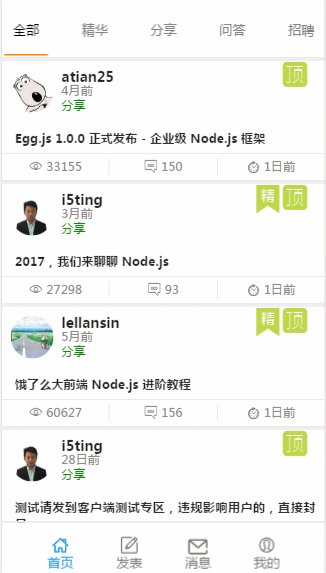 全部 精华 分享 问答 招聘
atian25 顶
4月前
分享
Egg.js 1.0.0 正式发布 - 企业级 Node.js 框架
33155 150 1日前
i5ting 精 顶
3月前
分享
2017，我们来聊聊 Node.js
27298 93 1日前
lellansin 精 顶
5月前
分享
饿了么大前端 Node.js 进阶教程
60627 156 1日前
i5ting 顶
28日前
分享
测试请发到客户端测试专区，违规影响用户的，直接封
首页 发表 消息 我的